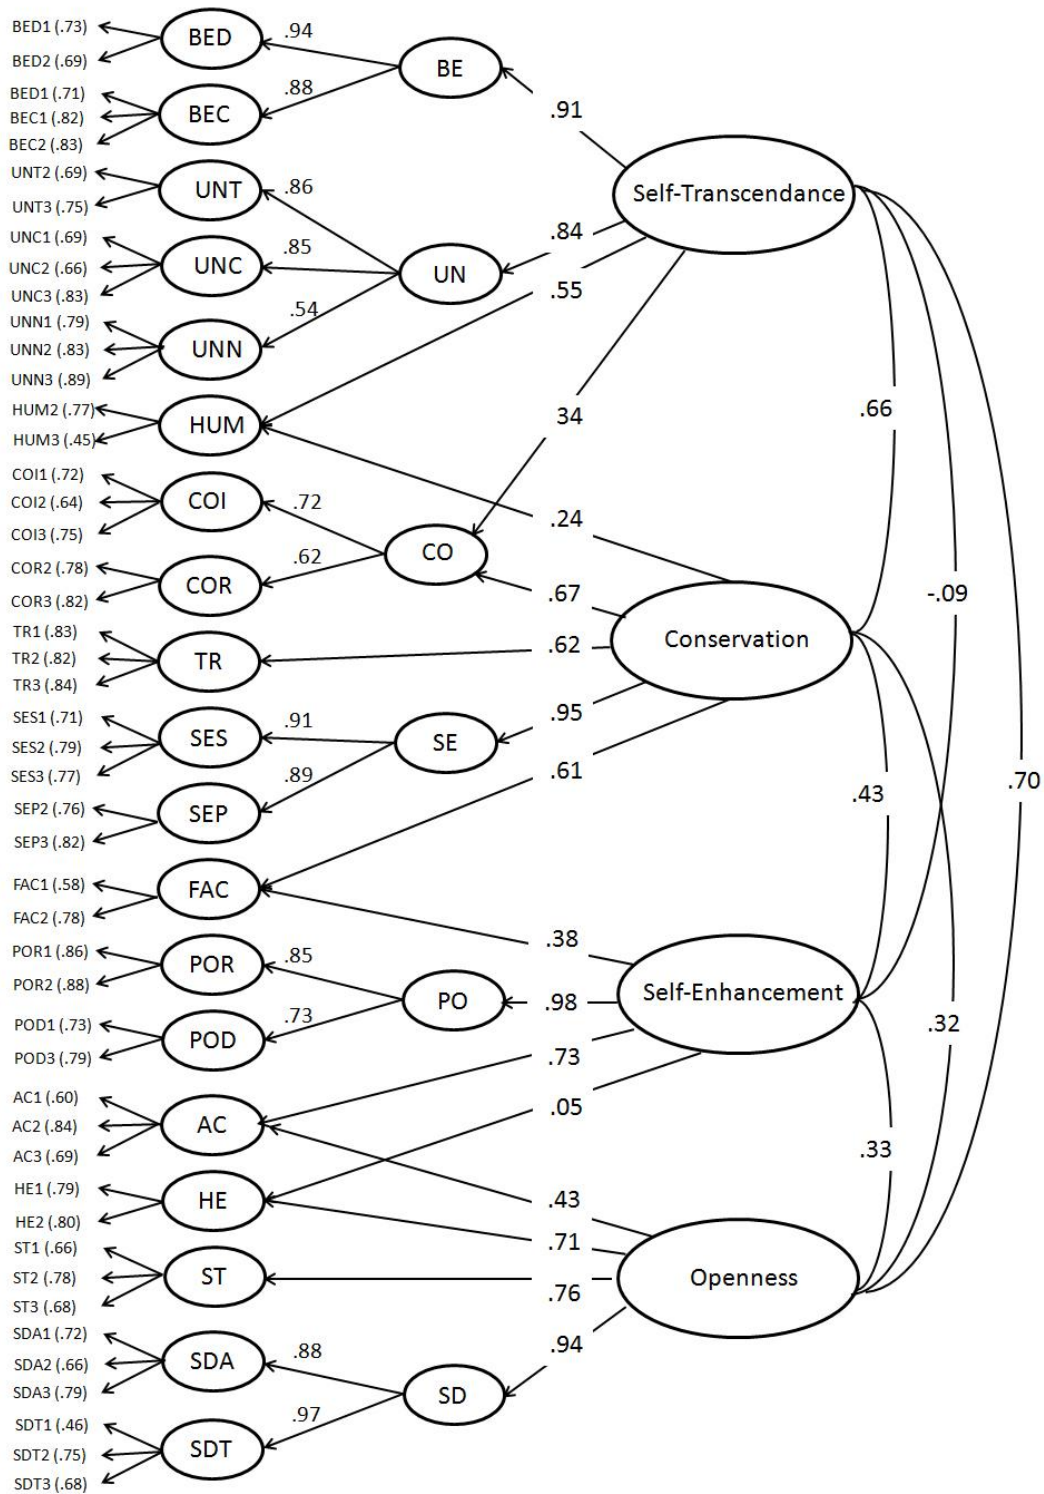 BED1 (.73)
BED2 (.69)
BED
.94
BED1 (.71)
BEC1 (.82)
BEC2 (.83)
BEC
.88
BE
.91
Self-Transcendance
UNT2 (.69)
UNT3 (.75)
UNT
.86
UNC1 (.69)
UNC2 (.66)
UNC3 (.83)
UNC
.85
UN
.84
.55
UNN1 (.79)
UNN2 (.83)
UNN3 (.89)
UNN
.54
HUM2 (.77)
HUM3 (.45)
HUM
34
.66
COI1 (.72)
COI2 (.64)
COI3 (.75)
COI
.72
.24
COR2 (.78)
COR3 (.82)
COR
.62
CO
.67
-.09
TR1 (.83)
TR2 (.82)
TR3 (.84)
TR
.62
Conservation
SES1 (.71)
SES2 (.79)
SES3 (.77)
SES
.91
SE
.95
SEP2 (.76)
SEP3 (.82)
SEP
.89
.61
.43
.70
FAC1 (.58)
FAC2 (.78)
FAC
.38
POR1 (.86)
POR2 (.88)
POR
.85
PO
.98
Self-Enhancement
POD1 (.73)
POD3 (.79)
POD
.73
.73
.32
AC1 (.60)
AC2 (.84)
AC3 (.69)
AC
.05
.33
HE1 (.79)
HE2 (.80)
HE
.43
.71
ST1 (.66)
ST2 (.78)
ST3 (.68)
ST
.76
Openness
SDA1 (.72)
SDA2 (.66)
SDA3 (.79)
SDA
.88
SD
.94
SDT1 (.46)
SDT2 (.75)
SDT3 (.68)
SDT
.97